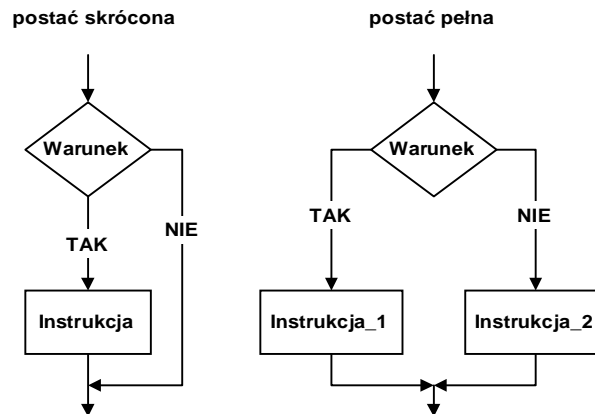 postać skrócona
Warunek
TAK
NIE
Instrukcja
postać pełna
Warunek
TAK
NIE
Instrukcja_1
Instrukcja_2